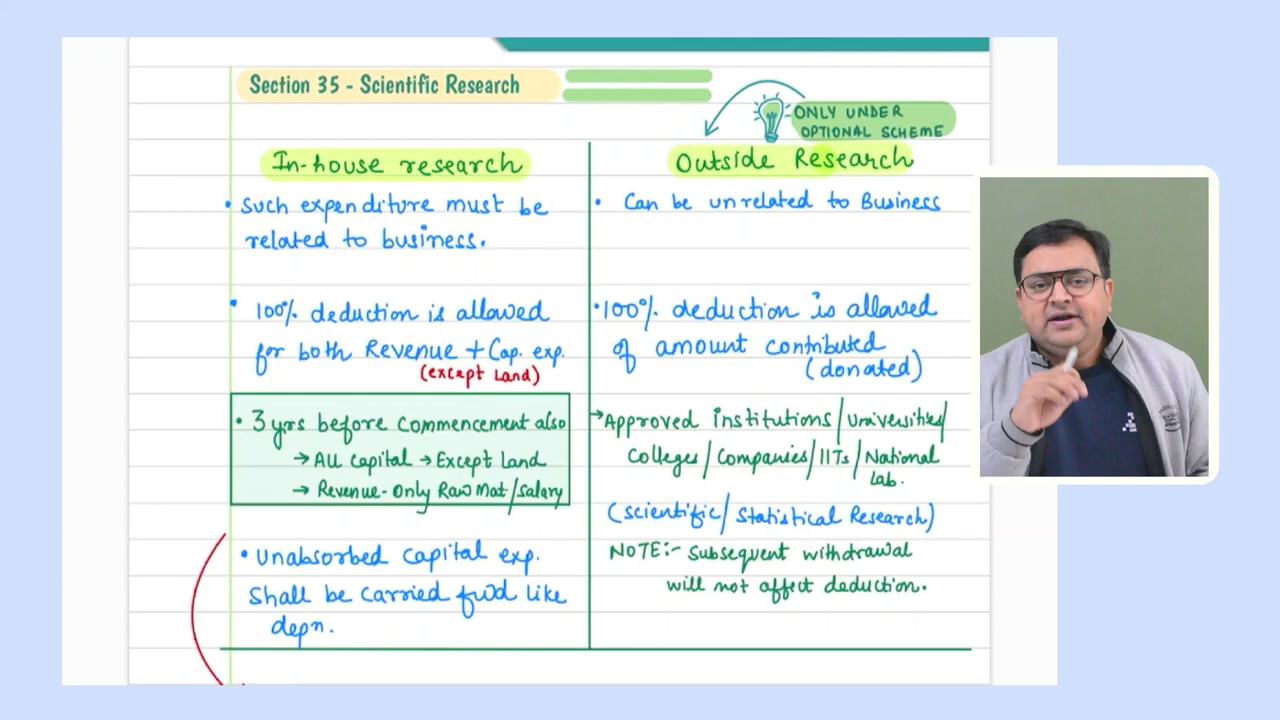 Section 35 - Scientific Research
ONLY UNDER
OPTIONAL SCHEME
In-house research
• Such expenditure must be
related to business.
• 100% deduction is allowed
for both Revenue + Cap. exp.
(except Land)
• 3 yrs before commencement also
→ All Capital → Except Land
→ Revenue - Only Raw Mat/Salary
• Unabsorbed capital exp.
Shall be carried fwd like
depn.
Outside Research
• Can be unrelated to Business
• 100% deduction is allowed
of amount contributed
(donated)
→ Approved institutions/Universities/
Colleges/Companies/IITs/National
Lab.
(Scientific/Statistical Research)
NOTE:- Subsequent withdrawal
will not affect deduction.